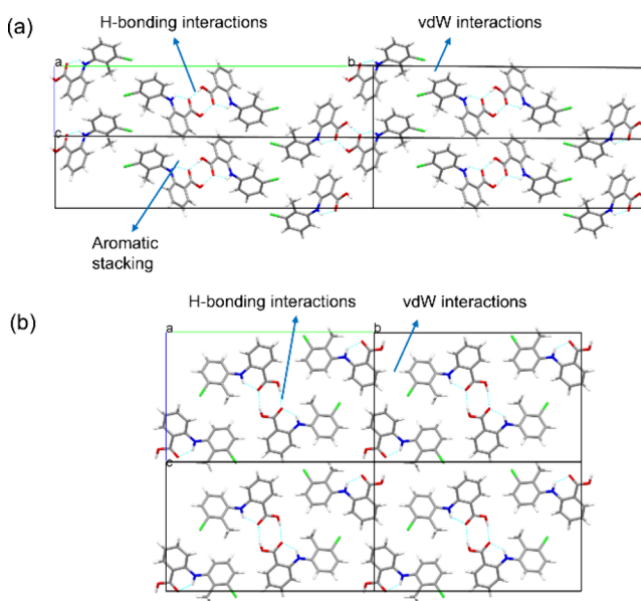 (a)
H-bonding interactions
vdW interactions
a
b
c
Aromatic
stacking
(b)
H-bonding interactions
vdW interactions
a
b
c